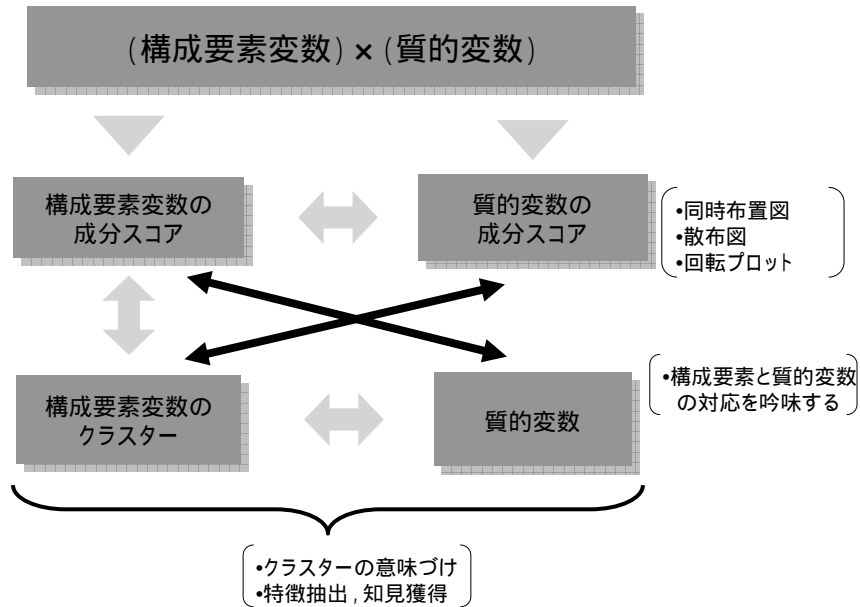 (構成要素変数) × (質的変数)
構成要素変数の
成分スコア
質的変数の
成分スコア
•同時布置図
•散布図
•回転プロット
構成要素変数の
クラスター
質的変数
•構成要素と質的変数
の対応を吟味する
•クラスターの意味づけ
•特徴抽出,知見獲得